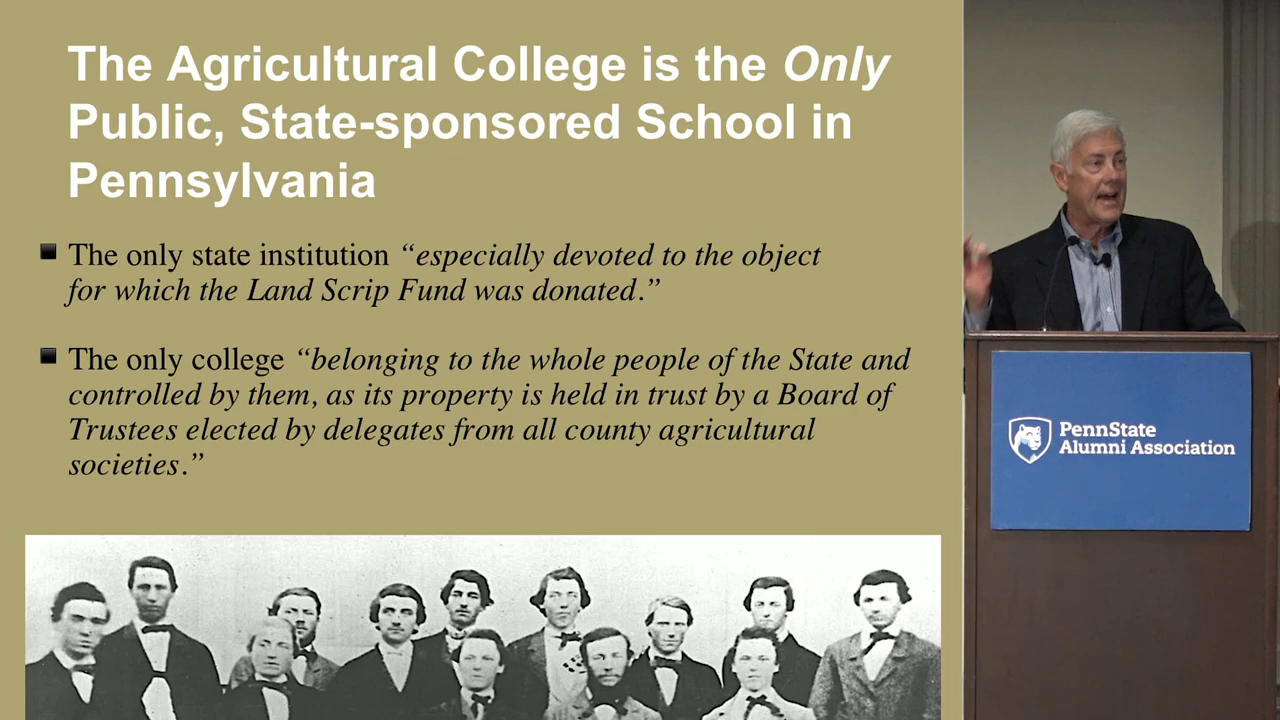 The Agricultural College is the Only
Public, State-sponsored School in
Pennsylvania
The only state institution “especially devoted to the object
for which the Land Scrip Fund was donated.”
The only college “belonging to the whole people of the State and
controlled by them, as its property is held in trust by a Board of
Trustees elected by delegates from all county agricultural
societies.”
PennState
Alumni Association